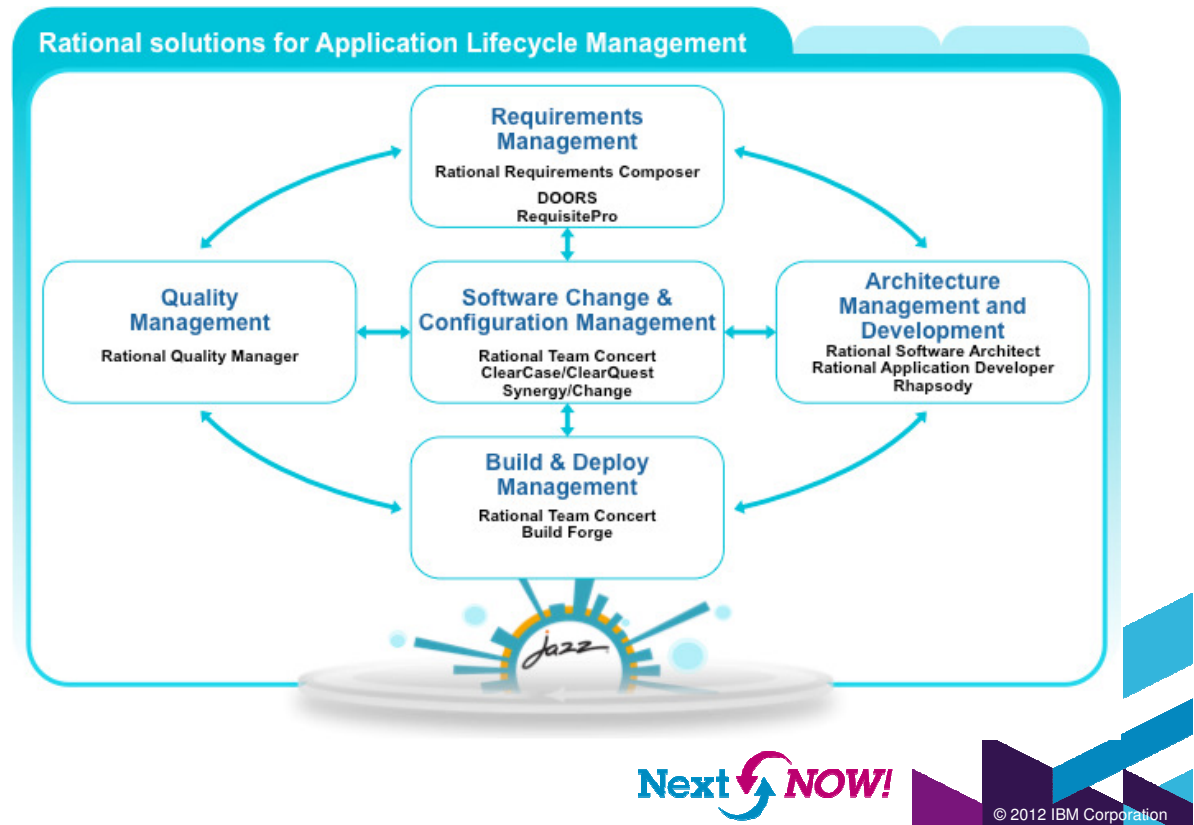 Rational solutions for Application Lifecycle Management
Requirements
Management
Rational Requirements Composer
DOORS
RequisitePro
Quality
Management
Rational Quality Manager
Software Change &
Configuration Management
Rational Team Concert
ClearCase/ClearQuest
Synergy/Change
Architecture
Management and
Development
Rational Software Architect
Rational Application Developer
Rhapsody
Build & Deploy
Management
Rational Team Concert
Build Forge
jazz
Next NOW!
© 2012 IBM Corporation